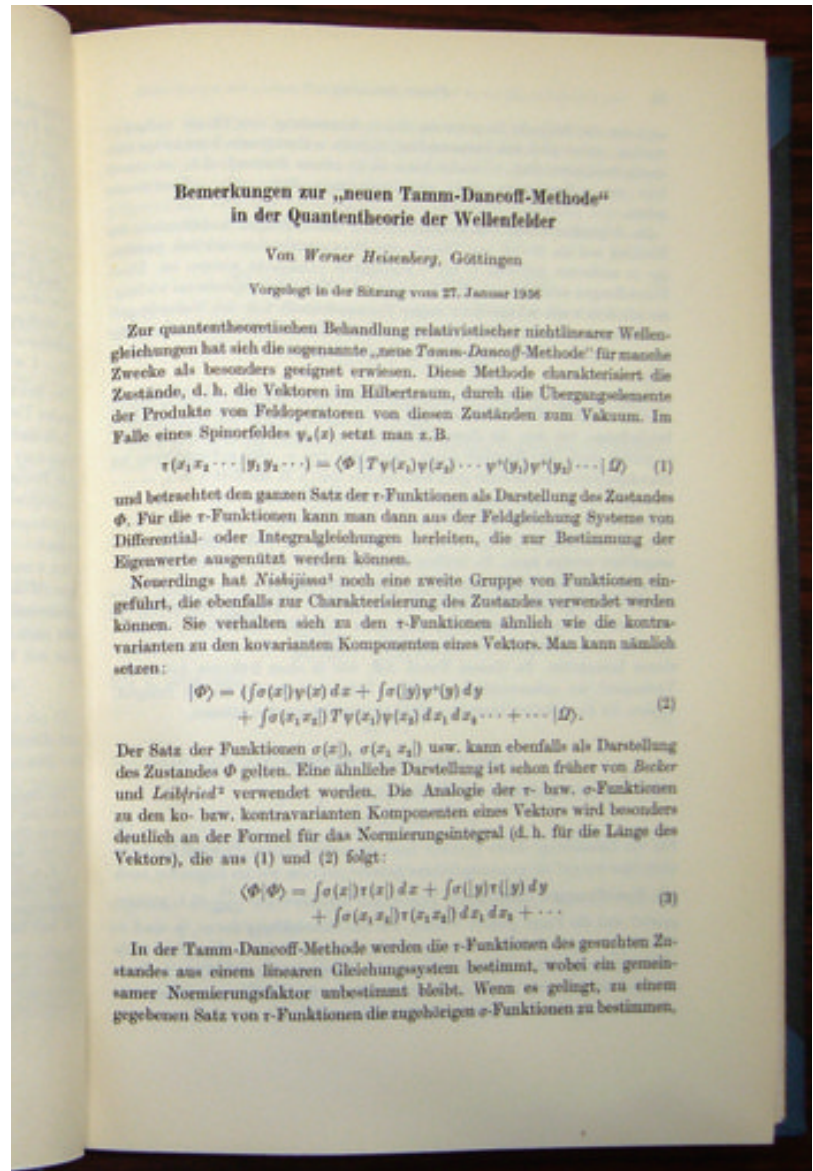 Bemerkungen zur „neuen Tamm-Dancoff-Methode“
in der Quantentheorie der Wellenfelder
Von Werner Heisenberg, Göttingen
Vorgelegt in der Sitzung vom 27. Januar 1956
Zur quantentheoretischen Behandlung relativistischer nichtlinearer Wellen-
gleichungen hat sich die sogenannte „neue Tamm-Dancoff-Methode“ für manche
Zwecke als besonders geeignet erwiesen. Diese Methode charakterisiert die
Zustände, d. h. die Vektoren im Hilbertraum, durch die Übergangselemente
der Produkte von Feldoperatoren von diesen Zuständen zum Vakuum. Im
Falle eines Spinorfeldes ψₐ(x) setzt man z. B.
τ(x₁ x₂ ⋯ |y₁ y₂ ⋯) = ⟨Φ | T ψ(x₁)ψ(x₂) ⋯ ψ⁺(y₁)ψ⁺(y₂) ⋯ | Ω⟩ (1)
und betrachtet den ganzen Satz der τ-Funktionen als Darstellung des Zustandes
Φ. Für die τ-Funktionen kann man dann aus der Feldgleichung Systeme von
Differential- oder Integralgleichungen herleiten, die zur Bestimmung der
Eigenwerte ausgenützt werden können.
Neuerdings hat Nishijima¹ noch eine zweite Gruppe von Funktionen ein-
geführt, die ebenfalls zur Charakterisierung des Zustandes verwendet werden
können. Sie verhalten sich zu den τ-Funktionen ähnlich wie die kontra-
varianten zu den kovarianten Komponenten eines Vektors. Man kann nämlich
setzen:
|Φ⟩ = (∫σ(x|)ψ(x) dx + ∫σ(|y)ψ⁺(y) dy
+ ∫σ(x₁ x₂|) T ψ(x₁)ψ(x₂) dx₁ dx₂ ⋯ + ⋯ |Ω⟩. (2)
Der Satz der Funktionen σ(x|), σ(x₁ x₂|) usw. kann ebenfalls als Darstellung
des Zustandes Φ gelten. Eine ähnliche Darstellung ist schon früher von Becker
und Leibfried² verwendet worden. Die Analogie der τ- bzw. σ-Funktionen
zu den ko- bzw. kontravarianten Komponenten eines Vektors wird besonders
deutlich an der Formel für das Normierungsintegral (d. h. für die Länge des
Vektors), die aus (1) und (2) folgt:
⟨Φ|Φ⟩ = ∫σ(x|)τ(x|) dx + ∫σ(|y)τ(|y) dy
+ ∫σ(x₁ x₂|)τ(x₁ x₂|) dx₁ dx₂ + ⋯ (3)
In der Tamm-Dancoff-Methode werden die τ-Funktionen des gesuchten Zu-
standes aus einem linearen Gleichungssystem bestimmt, wobei ein gemein-
samer Normierungsfaktor unbestimmt bleibt. Wenn es gelingt, zu einem
gegebenen Satz von τ-Funktionen die zugehörigen σ-Funktionen zu bestimmen,